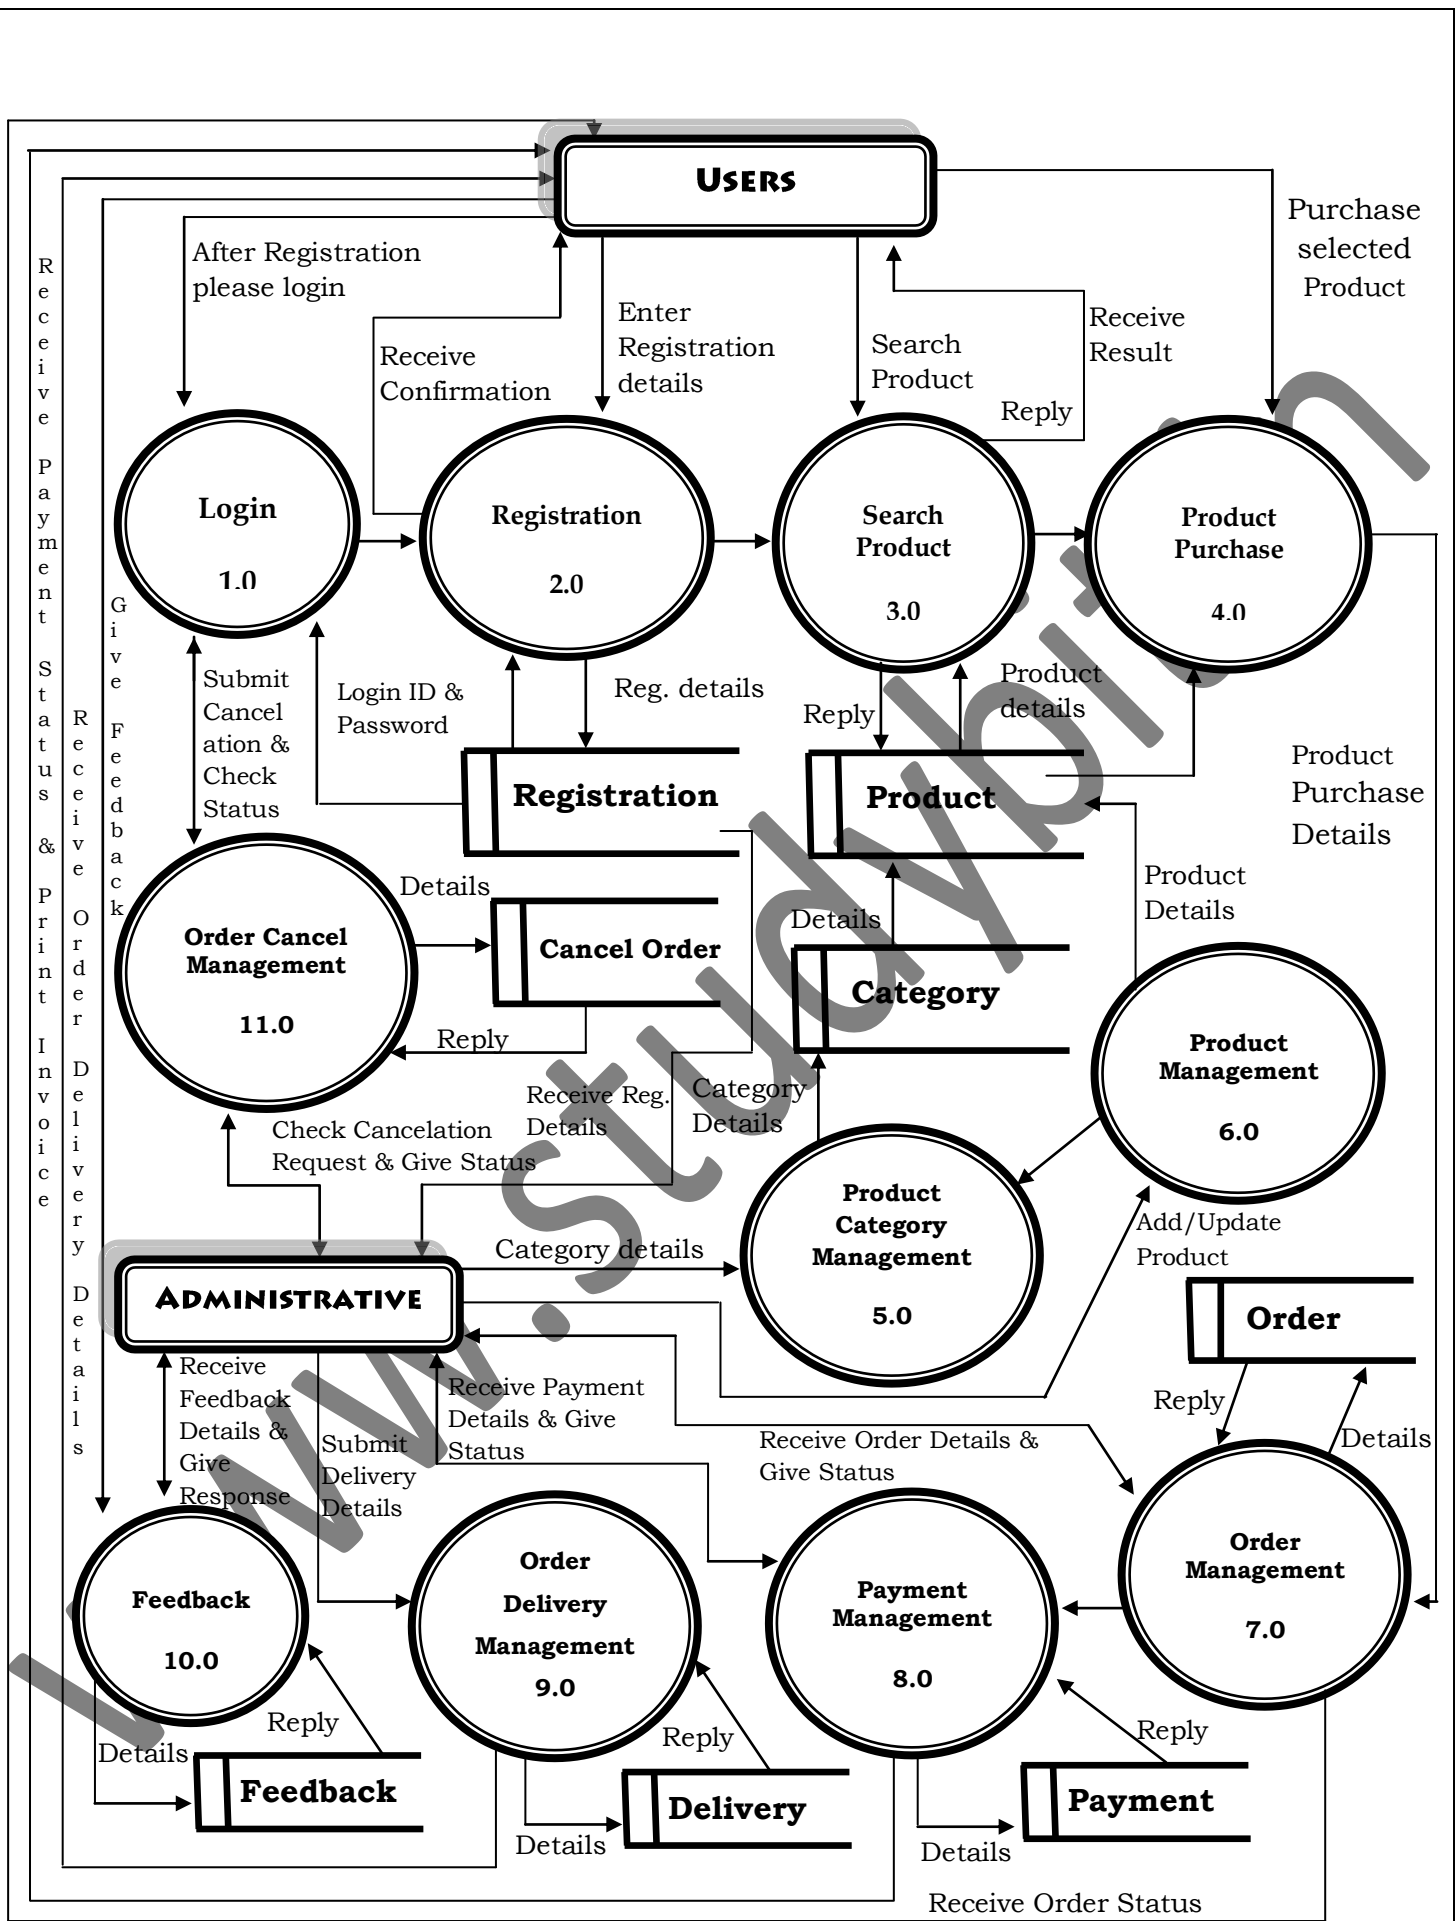 USERS
Purchase
selected
Product
After Registration
please login
Enter
Registration
details
Receive
Confirmation
Search
Product
Receive
Result
Reply
Receive Payment Status & Print Invoice
Receive Order Delivery Details
Give Feedback
Login
1.0
Registration
2.0
Search
Product
3.0
Product
Purchase
4.0
Submit
Cancel
ation &
Check
Status
Login ID &
Password
Reg. details
Reply
Product
details
Registration
Product
Product
Purchase
Details
Details
Details
Product
Details
Order Cancel
Management
11.0
Cancel Order
Category
Reply
Product
Management
6.0
Receive Reg.
Details
Category
Details
Check Cancelation
Request & Give Status
Product
Category
Management
5.0
Add/Update
Product
Category details
ADMINISTRATIVE
Order
Receive
Feedback
Details &
Give
Response
Submit
Delivery
Details
Receive Payment
Details & Give
Status
Receive Order Details &
Give Status
Reply
Details
Feedback
10.0
Order
Delivery
Management
9.0
Payment
Management
8.0
Order
Management
7.0
Reply
Details
Reply
Reply
Feedback
Delivery
Payment
Details
Details
Receive Order Status